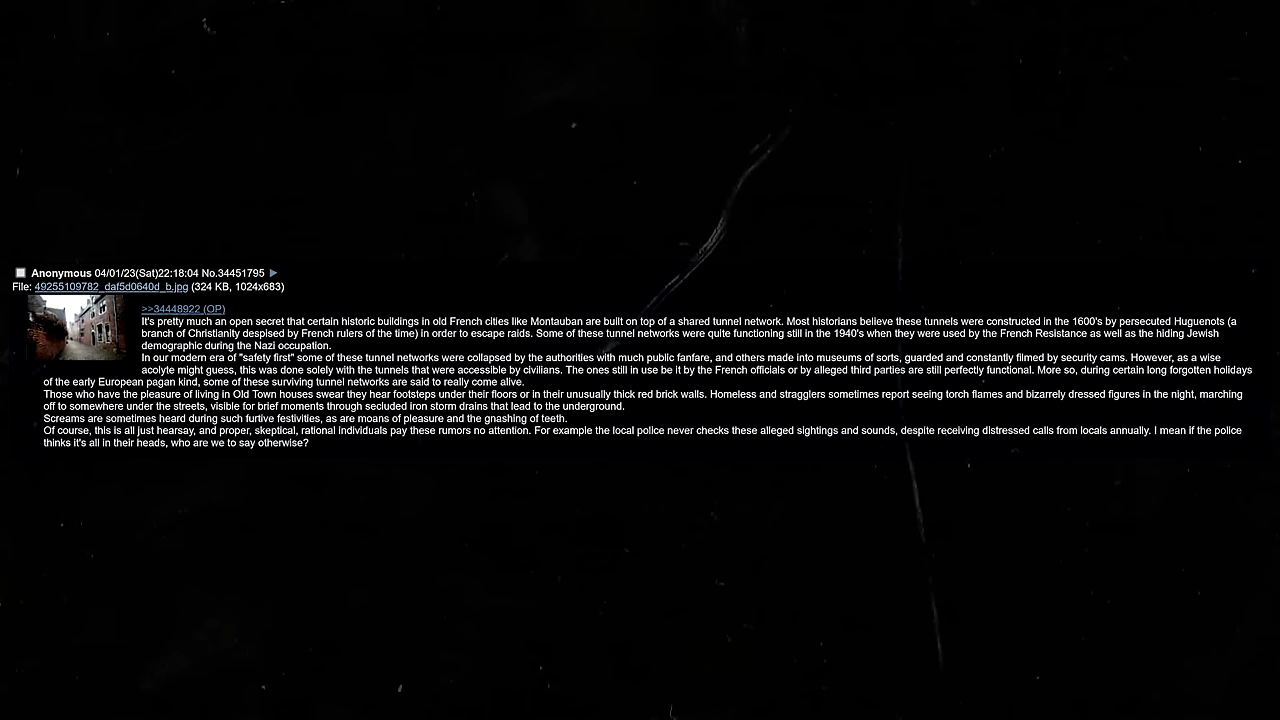 Anonymous 04/01/23(Sat)22:18:04 No.34451795
File: 49255109782_daf5d0640d_b.jpg (324 KB, 1024x683)
>>34448922 (OP)
It's pretty much an open secret that certain historic buildings in old French cities like Montauban are built on top of a shared tunnel network. Most historians believe these tunnels were constructed in the 1600's by persecuted Huguenots (a
branch of Christianity despised by French rulers of the time) in order to escape raids. Some of these tunnel networks were quite functioning still in the 1940's when they were used by the French Resistance as well as the hiding Jewish
demographic during the Nazi occupation.
In our modern era of "safety first" some of these tunnel networks were collapsed by the authorities with much public fanfare, and others made into museums of sorts, guarded and constantly filmed by security cams. However, as a wise
acolyte might guess, this was done solely with the tunnels that were accessible by civilians. The ones still in use be it by the French officials or by alleged third parties are still perfectly functional. More so, during certain long forgotten holidays
of the early European pagan kind, some of these surviving tunnel networks are said to really come alive.
Those who have the pleasure of living in Old Town houses swear they hear footsteps under their floors or in their unusually thick red brick walls. Homeless and stragglers sometimes report seeing torch flames and bizarrely dressed figures in the night, marching
off to somewhere under the streets, visible for brief moments through secluded iron storm drains that lead to the underground.
Screams are sometimes heard during such furtive festivities, as are moans of pleasure and the gnashing of teeth.
Of course, this is all just hearsay, and proper, skeptical, rational individuals pay these rumors no attention. For example the local police never checks these alleged sightings and sounds, despite receiving distressed calls from locals annually. I mean if the police
thinks it's all in their heads, who are we to say otherwise?